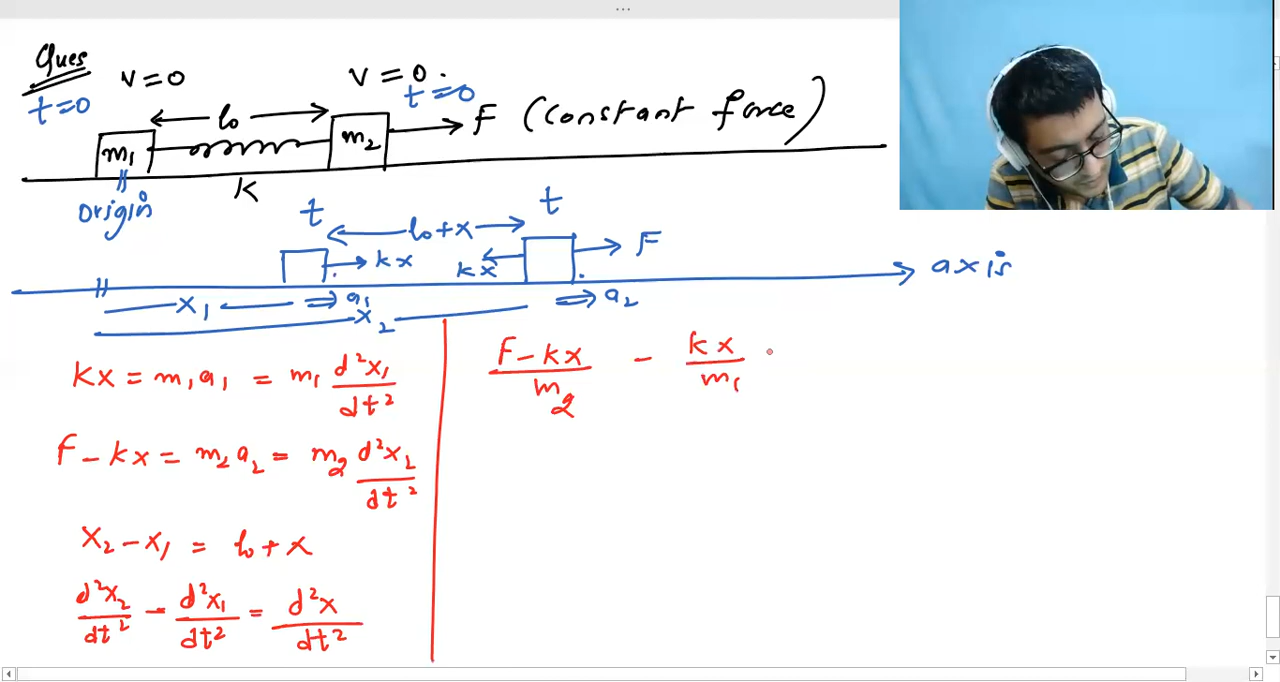 Ques
v=0
v=0.
t=0
t=0
l₀
F (constant force)
m₁
m₂
K
origin
t
t
l₀+x
F
kx
kx
axis
x₁
a₁
a₂
x₂
kx = m₁a₁ = m₁ d²x₁/dt²
F-kx = m₂a₂ = m₂ d²x₂/dt²
x₂-x₁ = l₀+x
d²x₂/dt² - d²x₁/dt² = d²x/dt²
F-kx/m₂ - kx/m₁